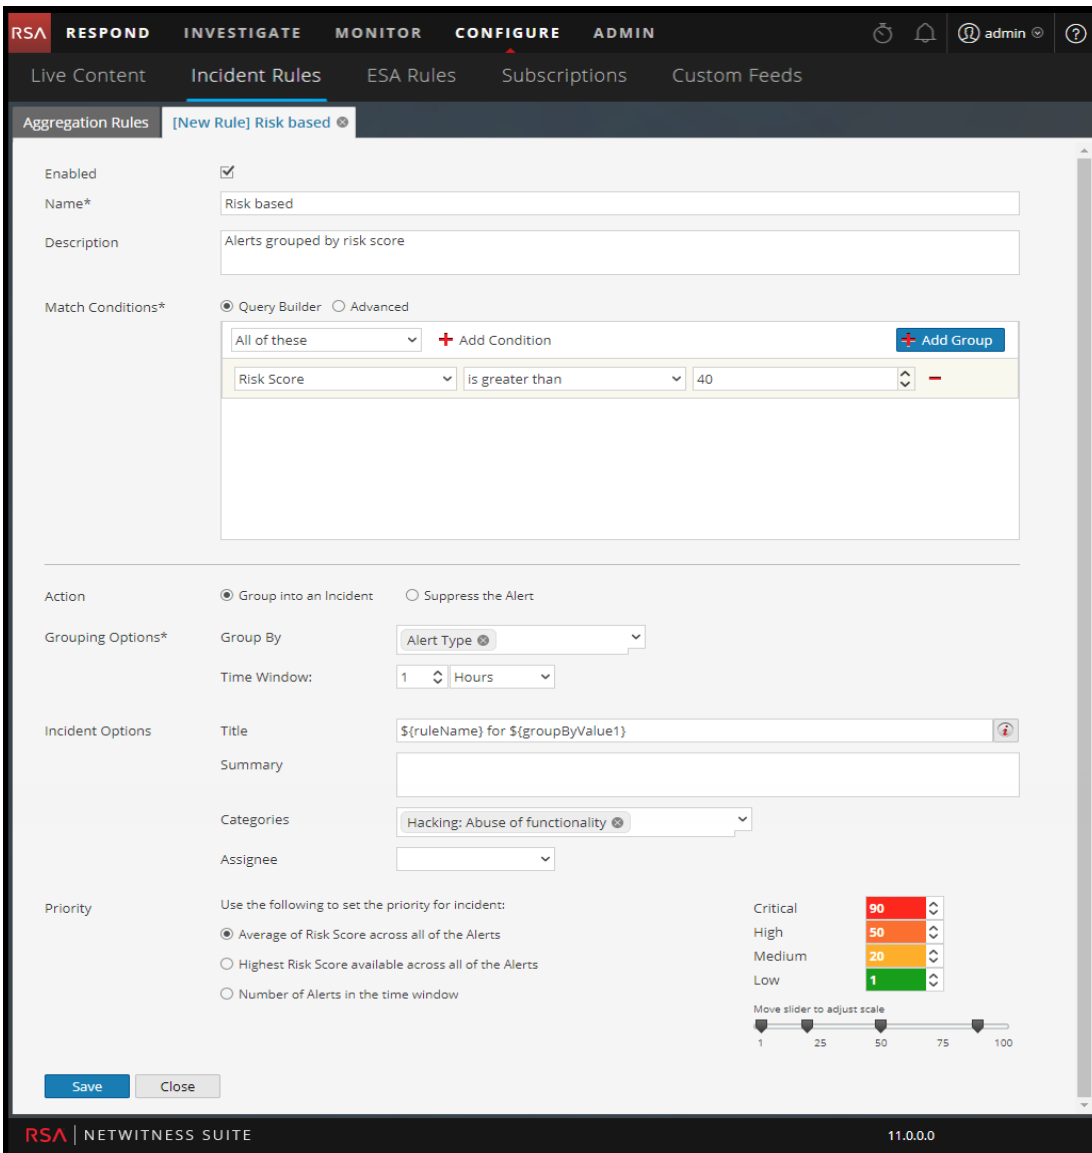 RSA RESPOND INVESTIGATE MONITOR CONFIGURE ADMIN admin ?
Live Content Incident Rules ESA Rules Subscriptions Custom Feeds
Aggregation Rules [New Rule] Risk based
Enabled
Name* Risk based
Description Alerts grouped by risk score
Match Conditions* Query Builder Advanced
All of these Add Condition Add Group
Risk Score is greater than 40
Action Group into an Incident Suppress the Alert
Grouping Options* Group By Alert Type
Time Window: 1 Hours
Incident Options Title ${ruleName} for ${groupByValue1} i
Summary
Categories Hacking: Abuse of functionality
Assignee
Priority Use the following to set the priority for incident: Critical 90
Average of Risk Score across all of the Alerts High 50
Highest Risk Score available across all of the Alerts Medium 20
Number of Alerts in the time window Low 1
Move slider to adjust scale
1 25 50 75 100
Save Close
RSA NETWITNESS SUITE 11.0.0.0